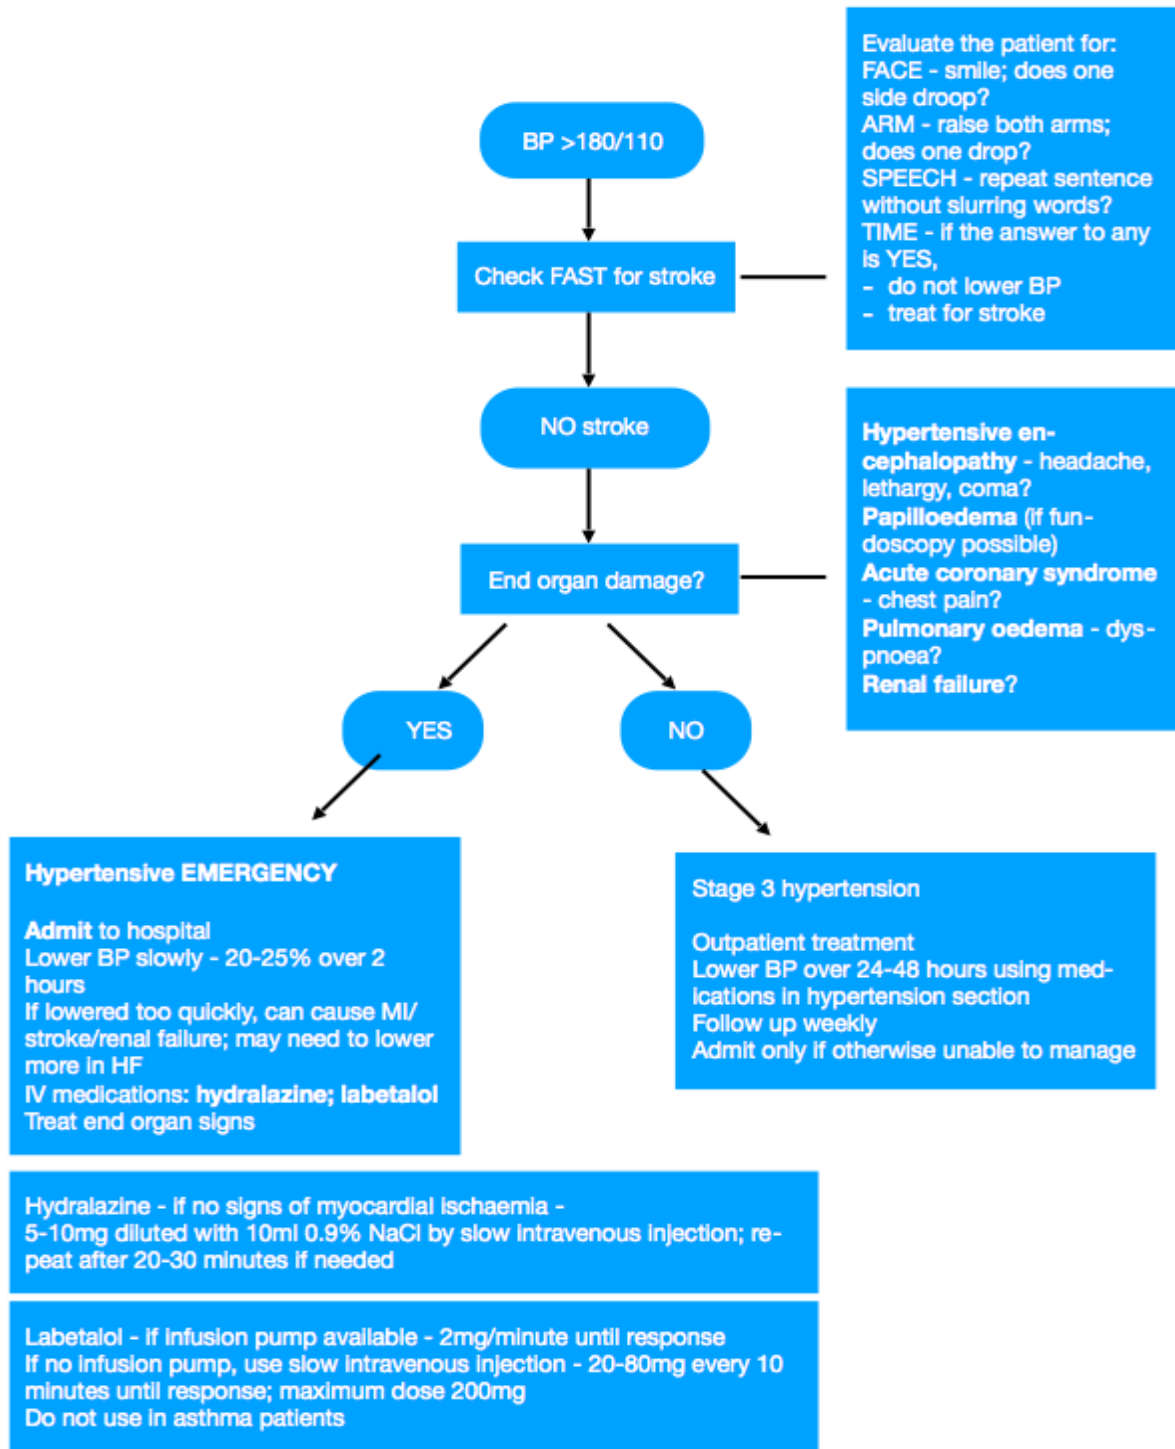 BP >180/110
Check FAST for stroke
Evaluate the patient for:
FACE - smile; does one
side droop?
ARM - raise both arms;
does one drop?
SPEECH - repeat sentence
without slurring words?
TIME - if the answer to any
is YES,
- do not lower BP
- treat for stroke
NO stroke
End organ damage?
Hypertensive en-
cephalopathy - headache,
lethargy, coma?
Papilloedema (if fun-
doscopy possible)
Acute coronary syndrome
- chest pain?
Pulmonary oedema - dys-
pnoea?
Renal failure?
YES
NO
Hypertensive EMERGENCY
Admit to hospital
Lower BP slowly - 20-25% over 2
hours
If lowered too quickly, can cause MI/
stroke/renal failure; may need to lower
more in HF
IV medications: hydralazine; labetalol
Treat end organ signs
Stage 3 hypertension
Outpatient treatment
Lower BP over 24-48 hours using med-
ications in hypertension section
Follow up weekly
Admit only if otherwise unable to manage
Hydralazine - if no signs of myocardial ischaemia -
5-10mg diluted with 10ml 0.9% NaCl by slow intravenous injection; re-
peat after 20-30 minutes if needed
Labetalol - if infusion pump available - 2mg/minute until response
If no infusion pump, use slow intravenous injection - 20-80mg every 10
minutes until response; maximum dose 200mg
Do not use in asthma patients